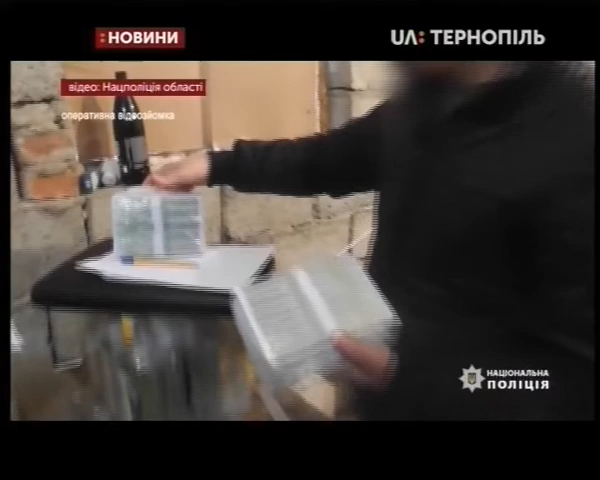 :НОВИНИ
UA: ТЕРНОПІЛЬ
відео: Нацполіція області
оперативна відеозйомка
НАЦІОНАЛЬНА
ПОЛІЦІЯ